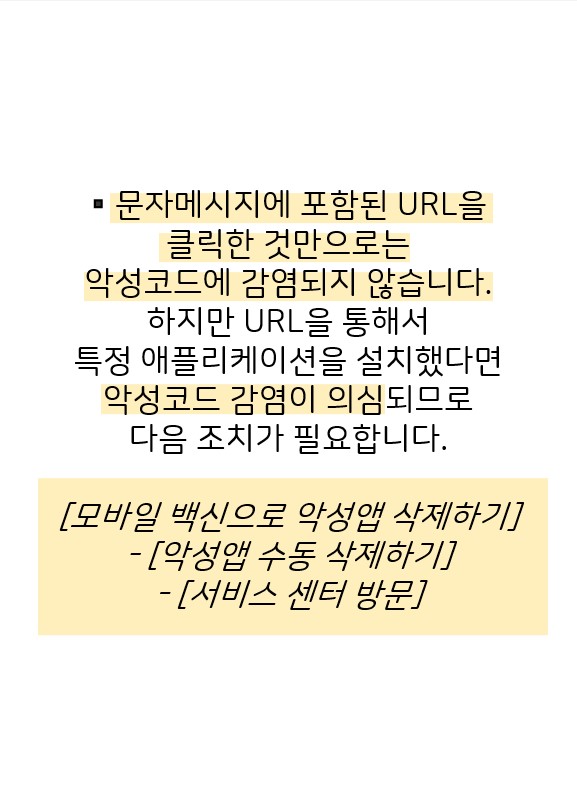 ▪ 문자메시지에 포함된 URL을
클릭한 것만으로는
악성코드에 감염되지 않습니다.
하지만 URL을 통해서
특정 애플리케이션을 설치했다면
악성코드 감염이 의심되므로
다음 조치가 필요합니다.
[모바일 백신으로 악성앱 삭제하기]
- [악성앱 수동 삭제하기]
- [서비스 센터 방문]